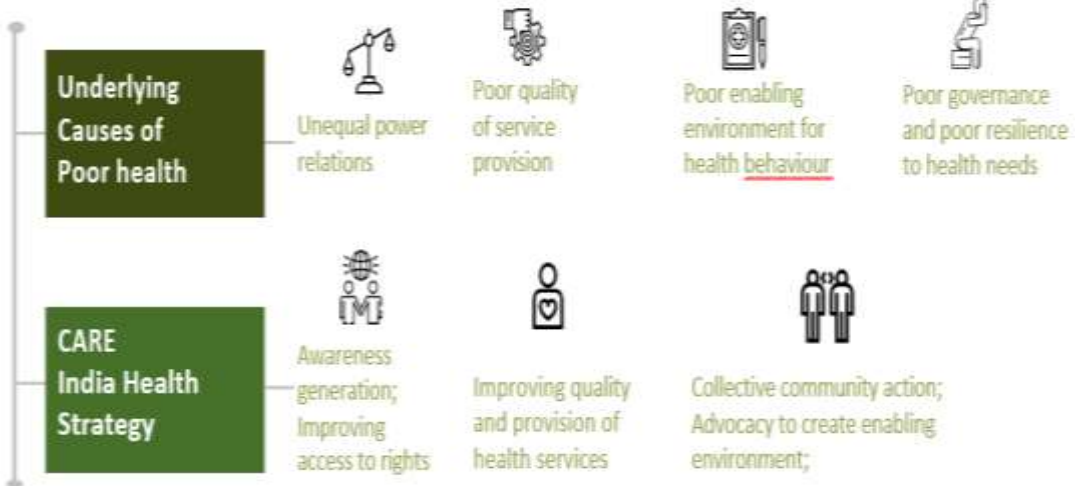 Underlying
Causes of
Poor health
Unequal power
relations
Poor quality
of service
provision
Poor enabling
environment for
health behaviour
Poor governance
and poor resilience
to health needs
CARE
India Health
Strategy
Awareness
generation;
Improving
access to rights
Improving quality
and provision of
health services
Collective community action;
Advocacy to create enabling
environment;